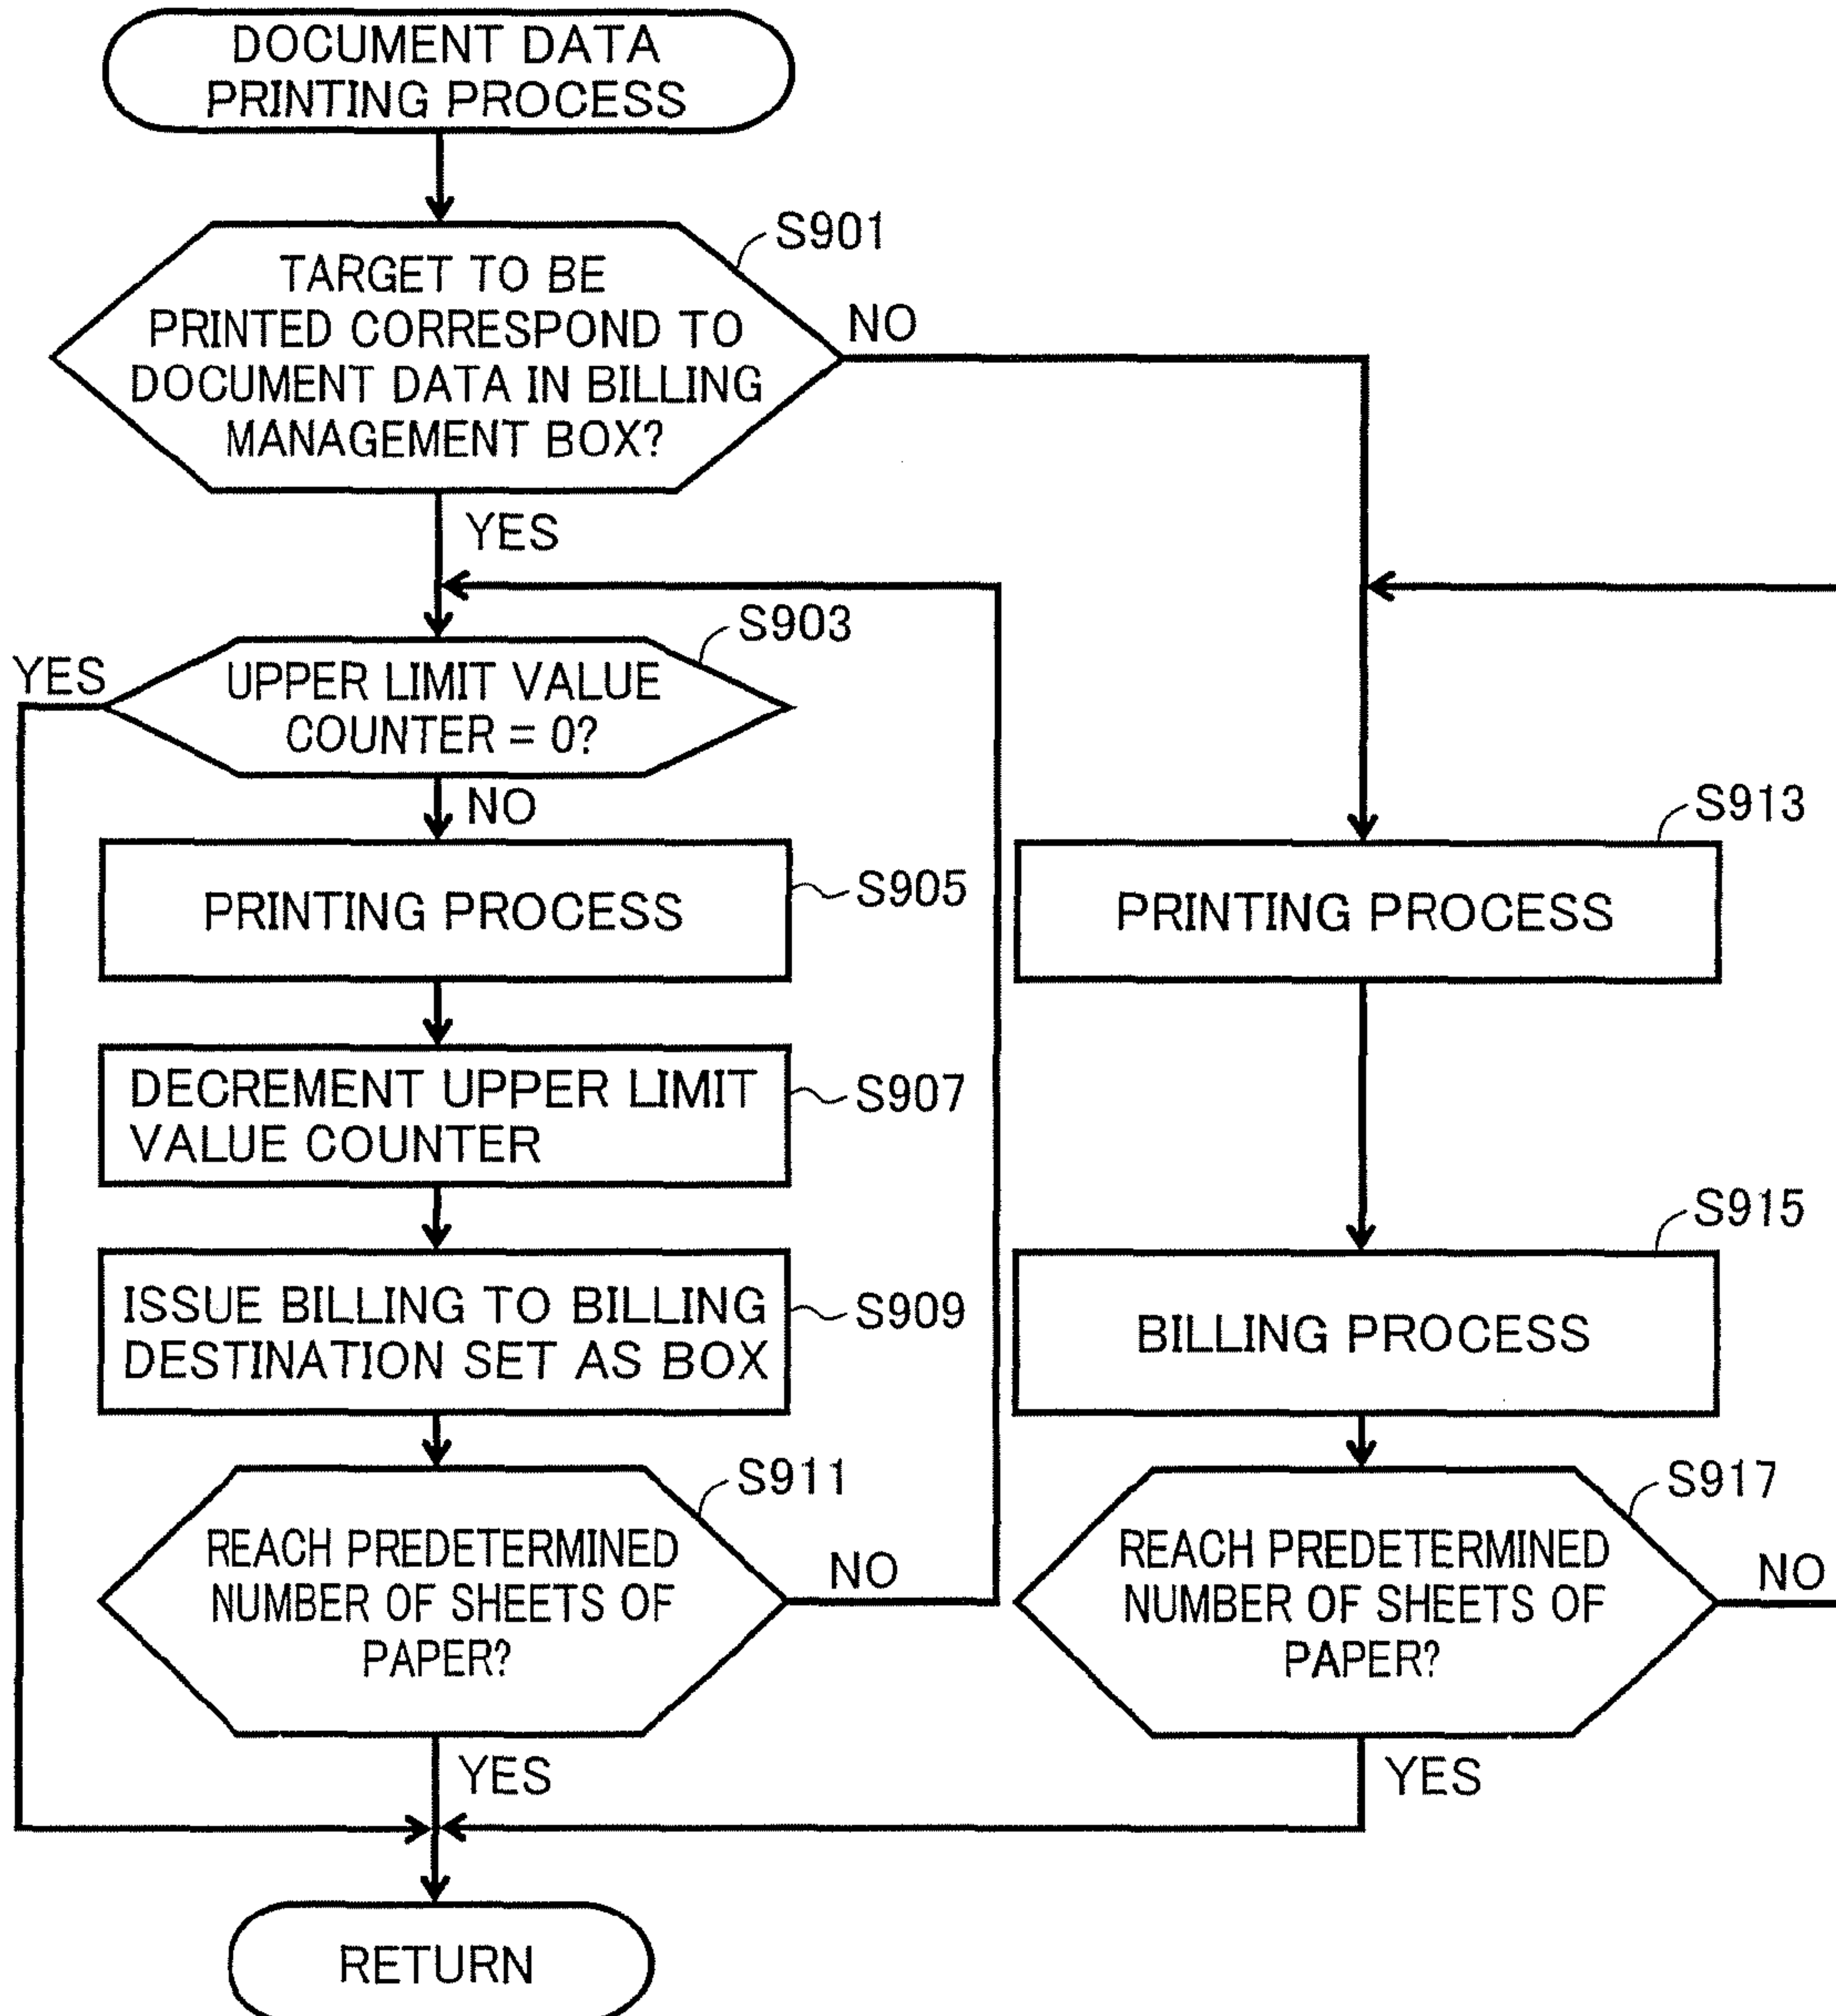 DOCUMENT DATA
PRINTING PROCESS
S901
TARGET TO BE
PRINTED CORRESPOND TO
DOCUMENT DATA IN BILLING
MANAGEMENT BOX?
NO
YES
S903
YES
UPPER LIMIT VALUE
COUNTER = 0?
NO
S905
PRINTING PROCESS
S907
DECREMENT UPPER LIMIT
VALUE COUNTER
S909
ISSUE BILLING TO BILLING
DESTINATION SET AS BOX
S911
REACH PREDETERMINED
NUMBER OF SHEETS OF
PAPER?
NO
YES
S913
PRINTING PROCESS
S915
BILLING PROCESS
S917
REACH PREDETERMINED
NUMBER OF SHEETS OF
PAPER?
NO
YES
RETURN